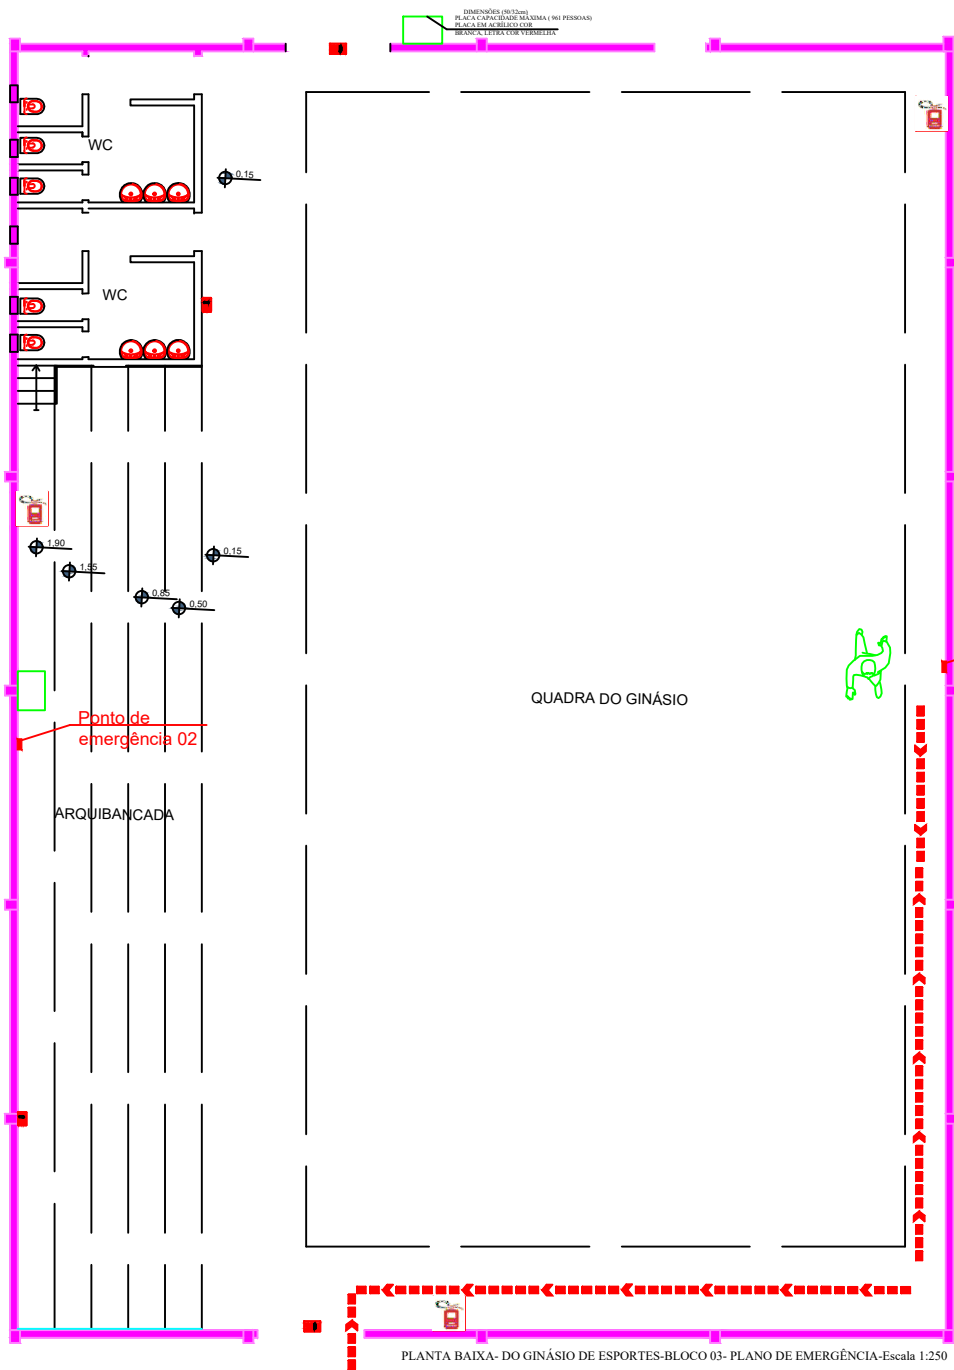 DIMENSÕES (50/32cm)
PLACA CAPACIDADE MÁXIMA ( 961 PESSOAS)
PLACA EM ACRÍLICO COR
BRANCA, LETRA COR VERMELHA
WC
0,15
WC
1,90
1,55
0,15
0,85
0,50
QUADRA DO GINÁSIO
Ponto de
emergência 02
ARQUIBANCADA
PLANTA BAIXA- DO GINÁSIO DE ESPORTES-BLOCO 03- PLANO DE EMERGÊNCIA-Escala 1:250